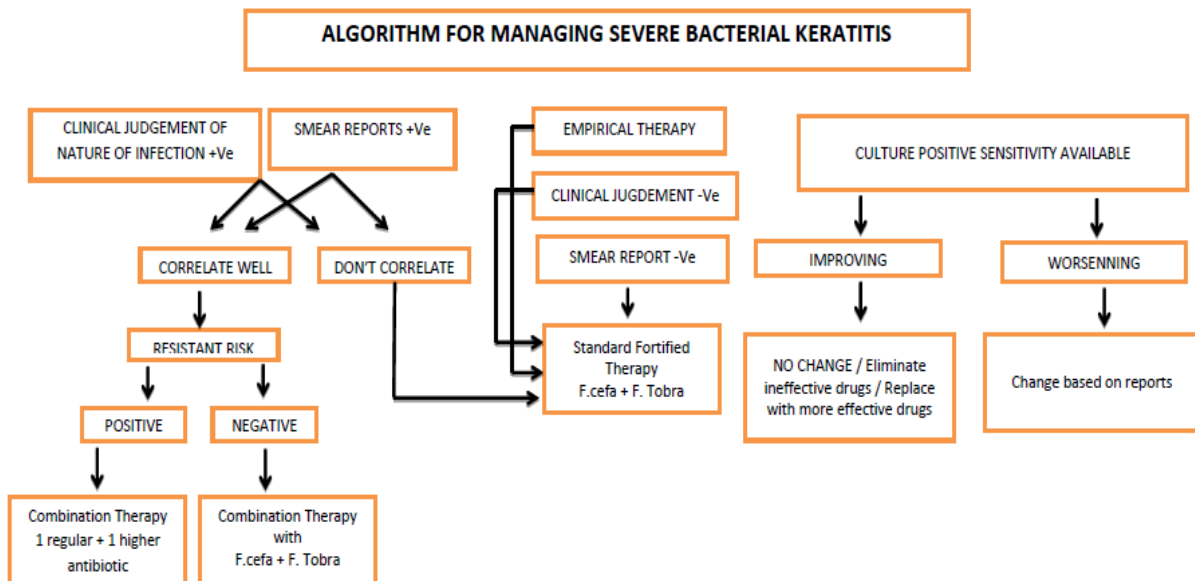 ALGORITHM FOR MANAGING SEVERE BACTERIAL KERATITIS
CLINICAL JUDGEMENT OF
NATURE OF INFECTION +Ve
SMEAR REPORTS +Ve
EMPIRICAL THERAPY
CULTURE POSITIVE SENSITIVITY AVAILABLE
CLINICAL JUGDEMENT -Ve
CORRELATE WELL
DON'T CORRELATE
SMEAR REPORT -Ve
IMPROVING
WORSENNING
RESISTANT RISK
Standard Fortified
Therapy
F.cefa + F. Tobra
NO CHANGE / Eliminate
ineffective drugs / Replace
with more effective drugs
Change based on reports
POSITIVE
NEGATIVE
Combination Therapy
1 regular + 1 higher
antibiotic
Combination Therapy
with
F.cefa + F. Tobra